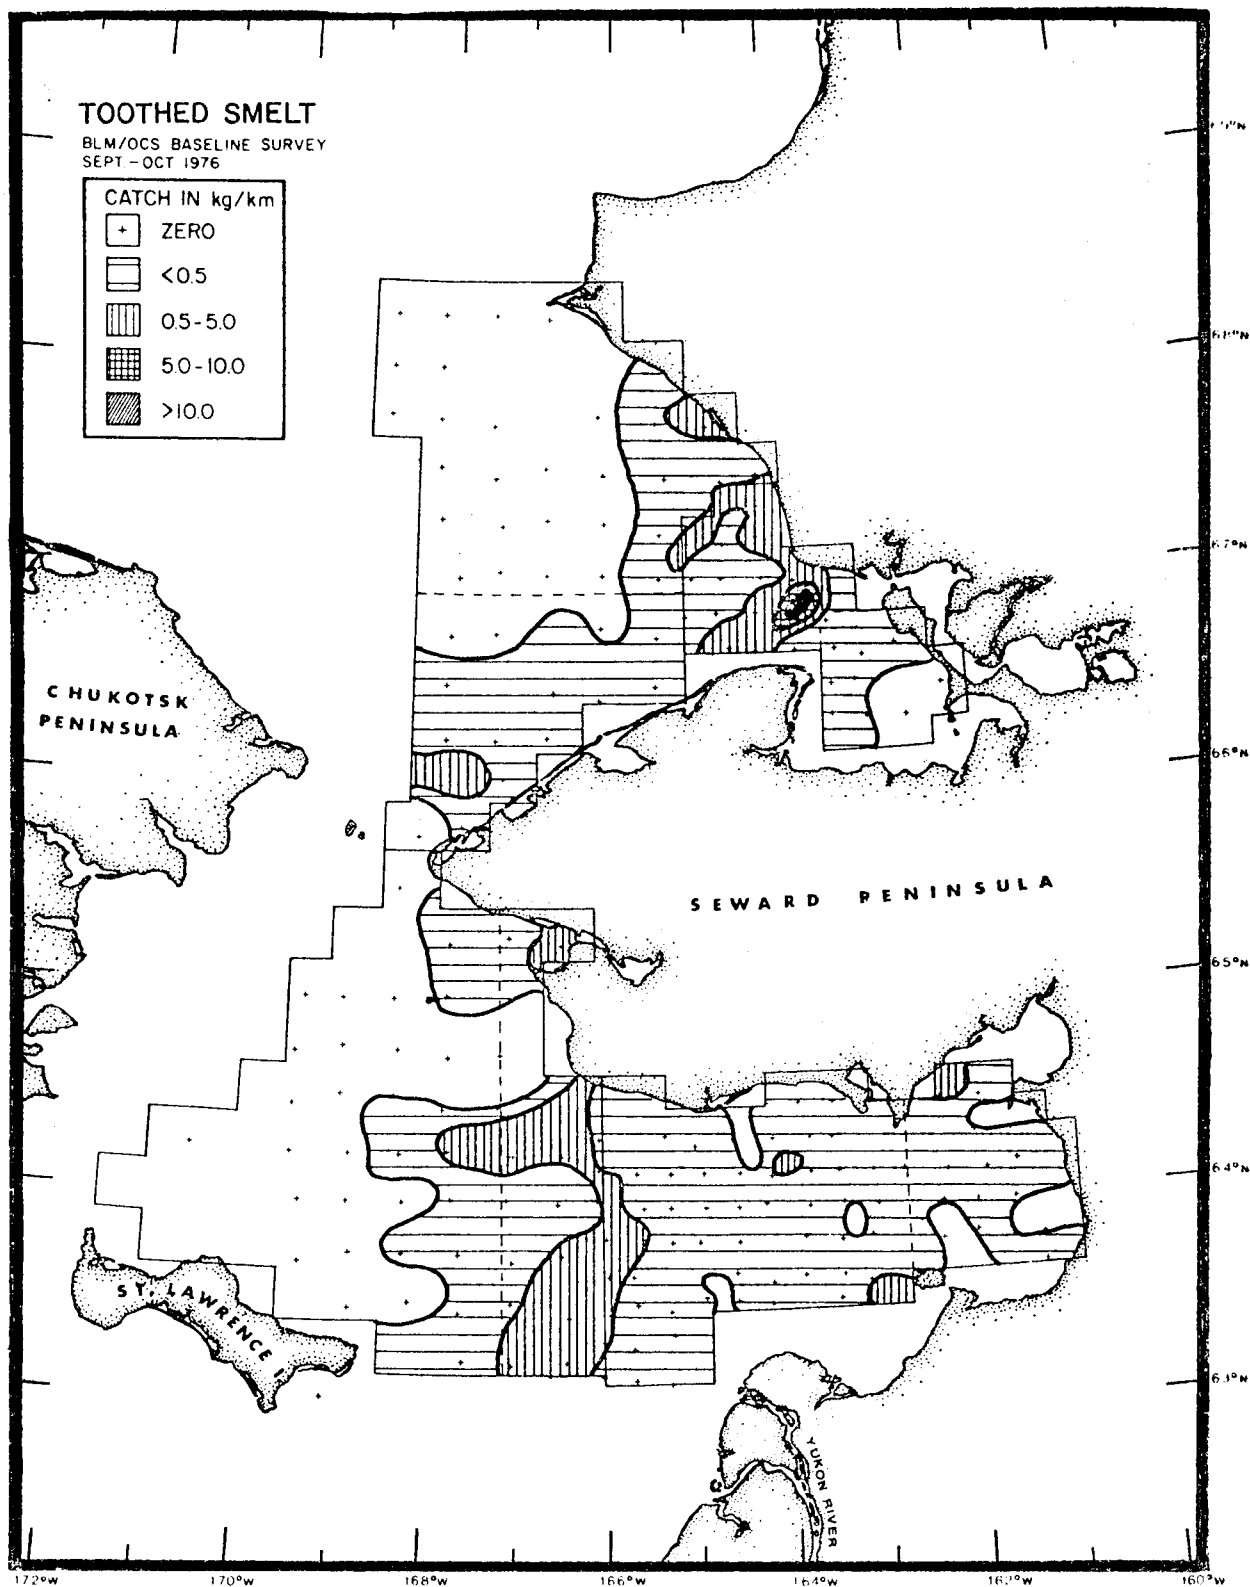 TOOTHED SMELT
BLM/OCS BASELINE SURVEY
SEPT.-OCT 1976
CATCH IN kg/km
ZERO
<0.5
0.5-5.0
5.0-10.0
>10.0
68°N
67°N
CHUKOTSK
PENINSULA
66°N
SEWARD PENINSULA
65°N
64°N
ST. LAWRENCE I
63°N
YUKON RIVER
172°W
170°W
168°W
166°W
164°W
162°W
160°W